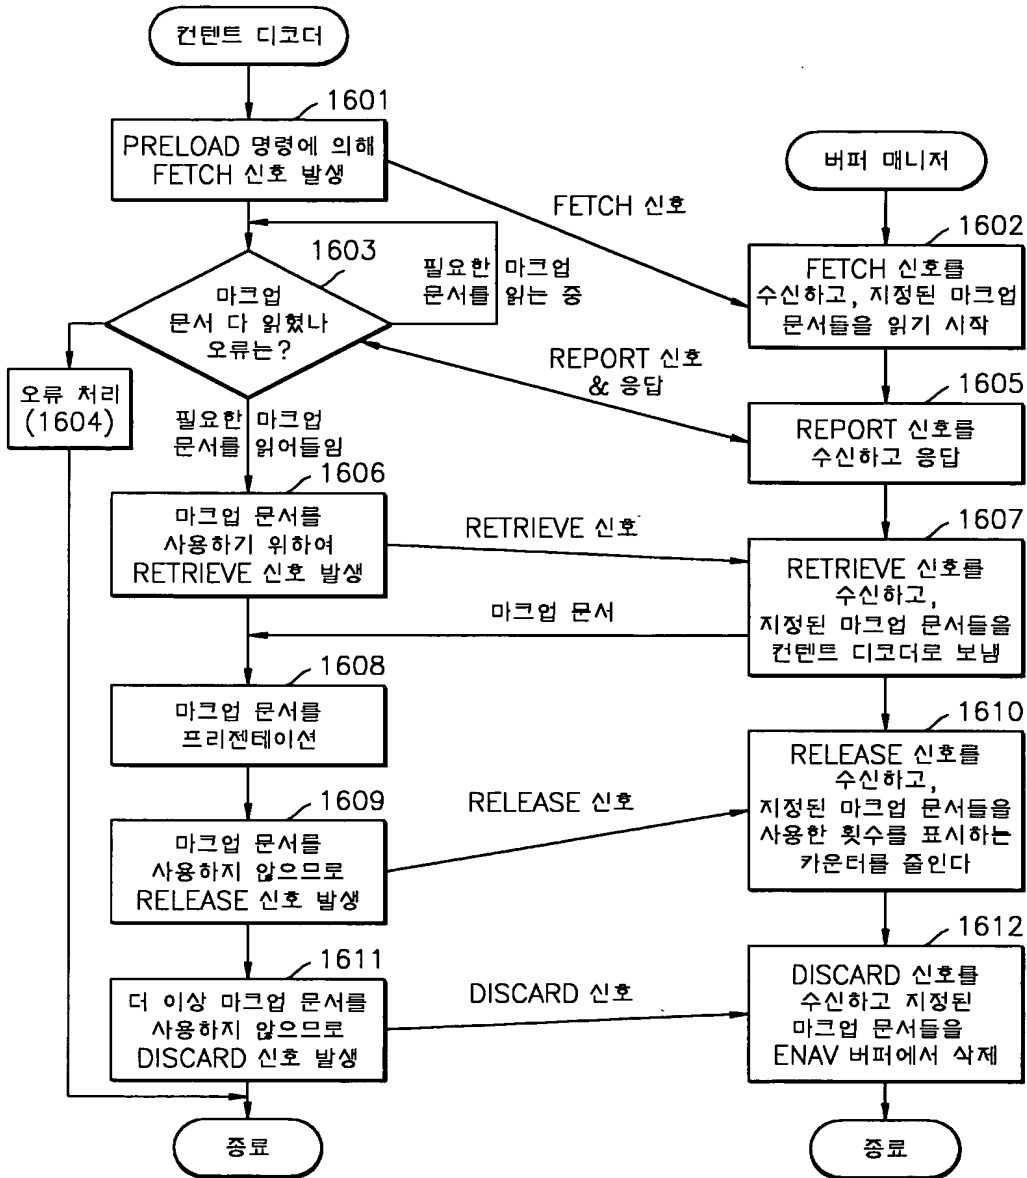 컨텐트 디코더
1601
PRELOAD 명령에 의해
FETCH 신호 발생
버퍼 매니저
FETCH 신호
1602
FETCH 신호를
수신하고, 지정된 마크업
문서들을 읽기 시작
1603
필요한 마크업
문서를 읽는 중
마크업
문서 다 읽혔나
오류는?
REPORT 신호
& 응답
오류 처리
(1604)
1605
REPORT 신호를
수신하고 응답
필요한 마크업
문서를 읽어들임
1606
마크업 문서를
사용하기 위하여
RETRIEVE 신호 발생
RETRIEVE 신호
1607
RETRIEVE 신호를
수신하고,
지정된 마크업 문서들을
컨텐트 디코더로 보냄
마크업 문서
1608
마크업 문서를
프리젠테이션
1609
마크업 문서를
사용하지 않으므로
RELEASE 신호 발생
RELEASE 신호
1610
RELEASE 신호를
수신하고,
지정된 마크업 문서들을
사용한 횟수를 표시하는
카운터를 줄인다
1611
더 이상 마크업 문서를
사용하지 않으므로
DISCARD 신호 발생
DISCARD 신호
1612
DISCARD 신호를
수신하고 지정된
마크업 문서들을
ENAV 버퍼에서 삭제
종료
종료